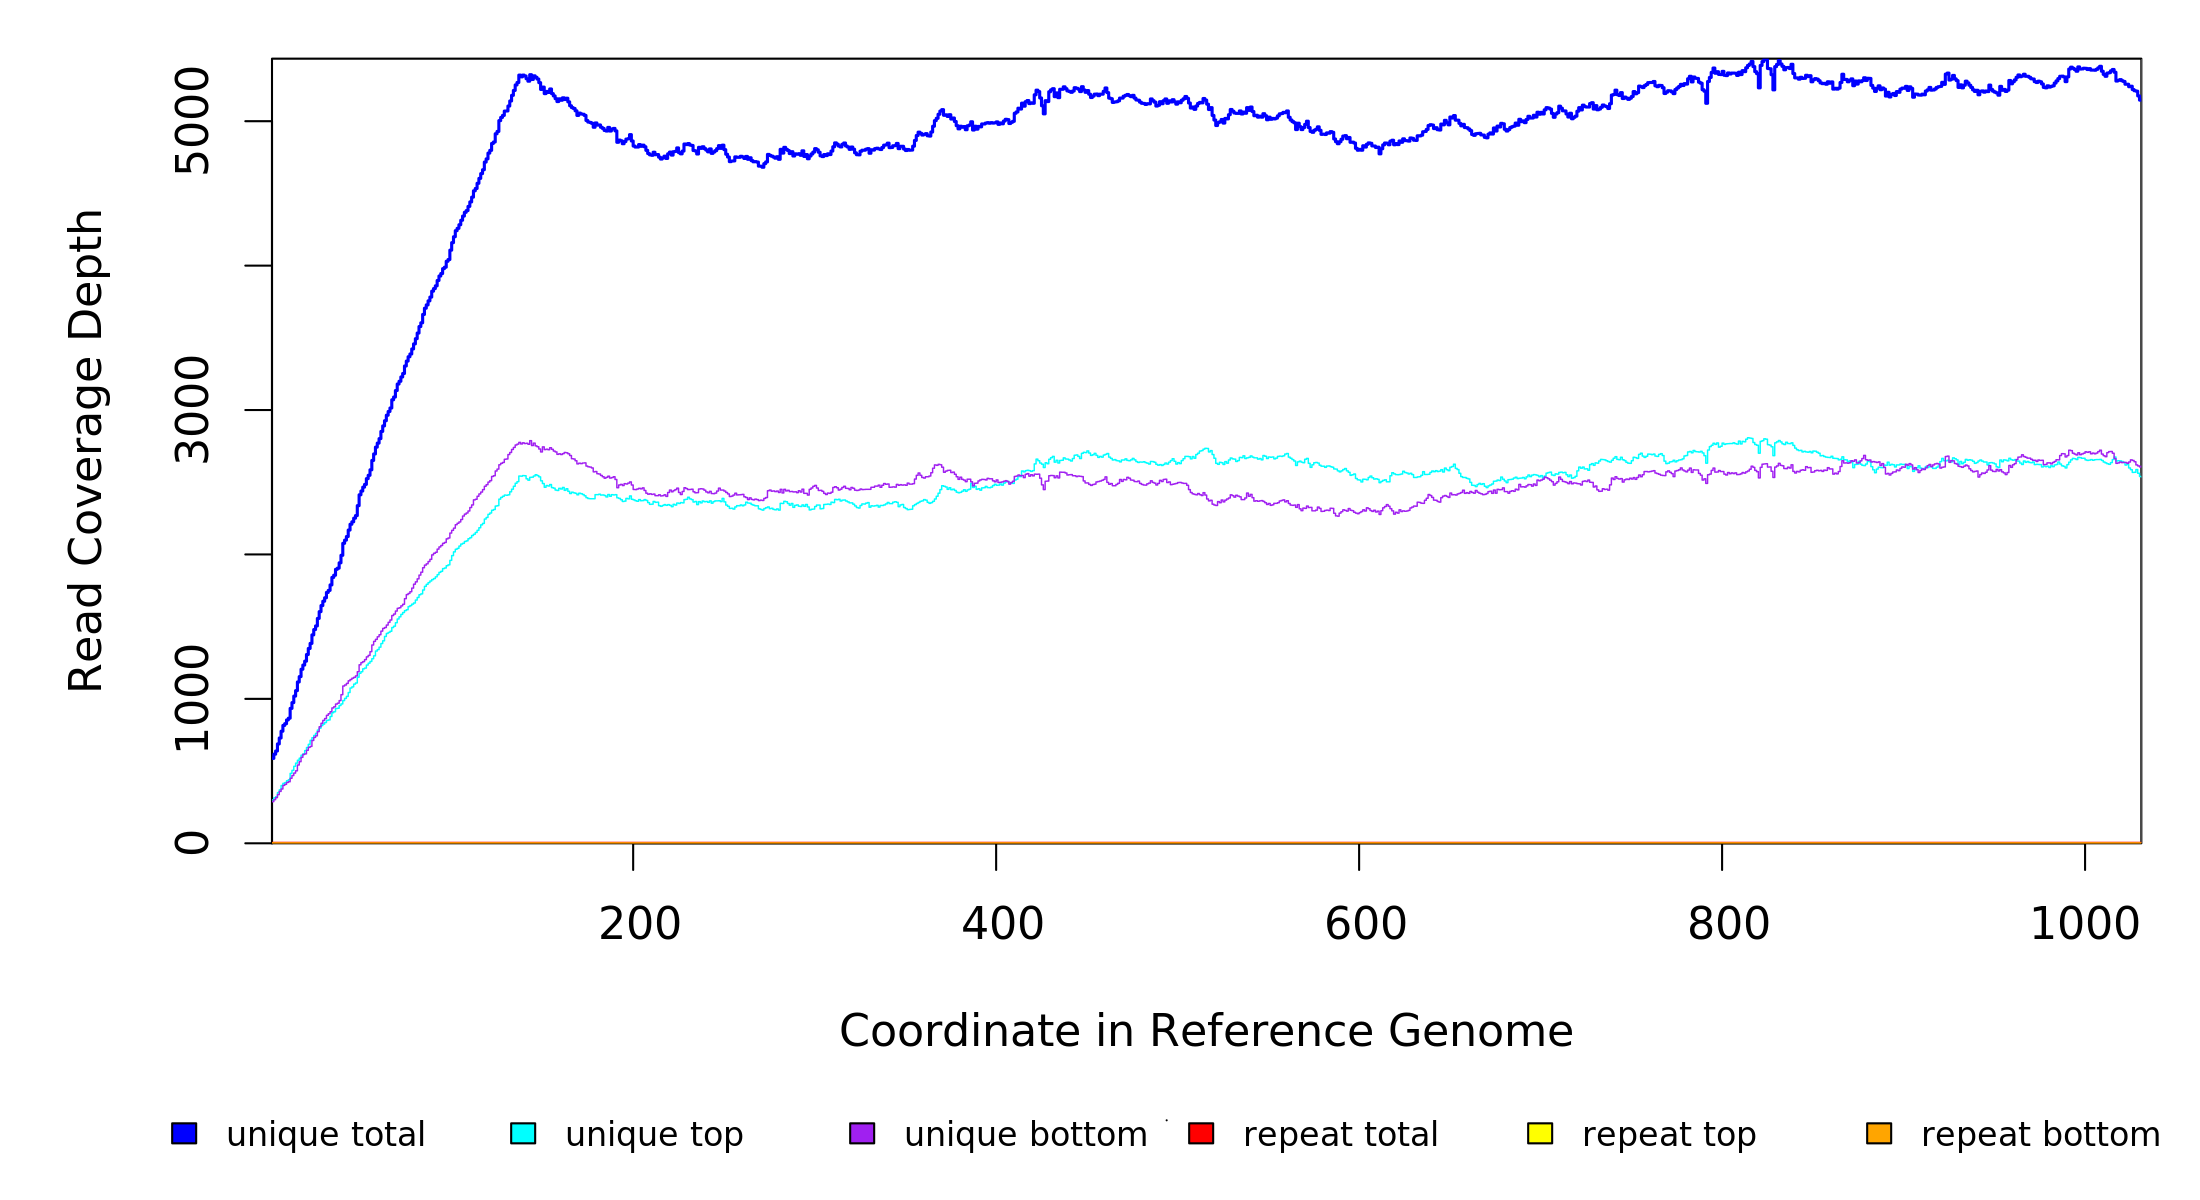 Read Coverage Depth
5000
3000
1000
0
200 400 600 800 1000
Coordinate in Reference Genome
unique total unique top unique bottom repeat total repeat top repeat bottom